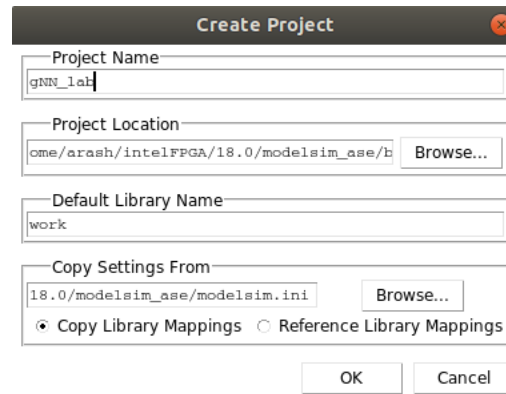 Create Project
Project Name
gNN_lab
Project Location
ome/arash/intelFPGA/18.0/modelsim_ase/b
Browse...
Default Library Name
work
Copy Settings From
18.0/modelsim_ase/modelsim.ini
Browse...
Copy Library Mappings
Reference Library Mappings
OK
Cancel